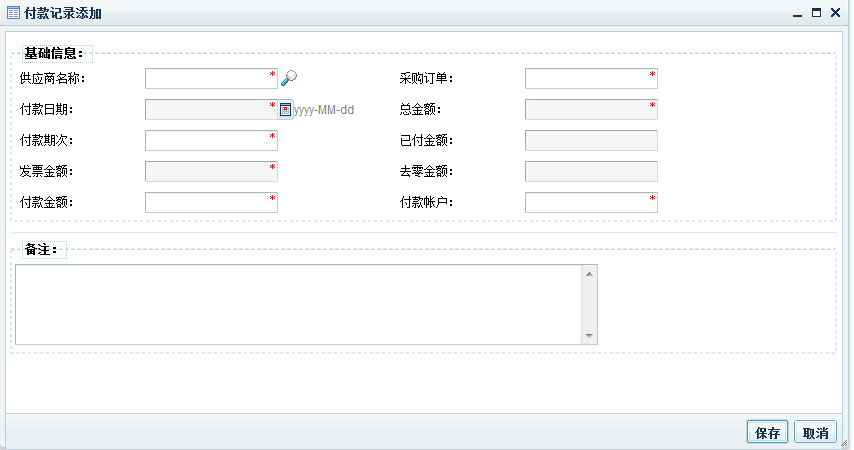 付款记录添加
基础信息：
供应商名称： * 采购订单： *
付款日期： * yyyy-MM-dd 总金额： *
付款期次： * 已付金额：
发票金额： * 去零金额：
付款金额： * 付款帐户： *
备注：
保存 取消